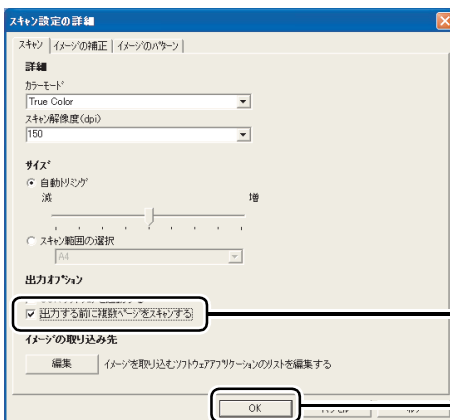 スキャン設定の詳細
スキャン イメージの補正 イメージのパターン
詳細
カラーモード
True Color
スキャン解像度(dpi)
150
サイズ
自動トリミング
減 増
スキャン範囲の選択
A4
出力オプション
出力する前に複数ページをスキャンする
イメージの取り込み先
編集 イメージを取り込むソフトウェアアプリケーションのリストを編集する
OK